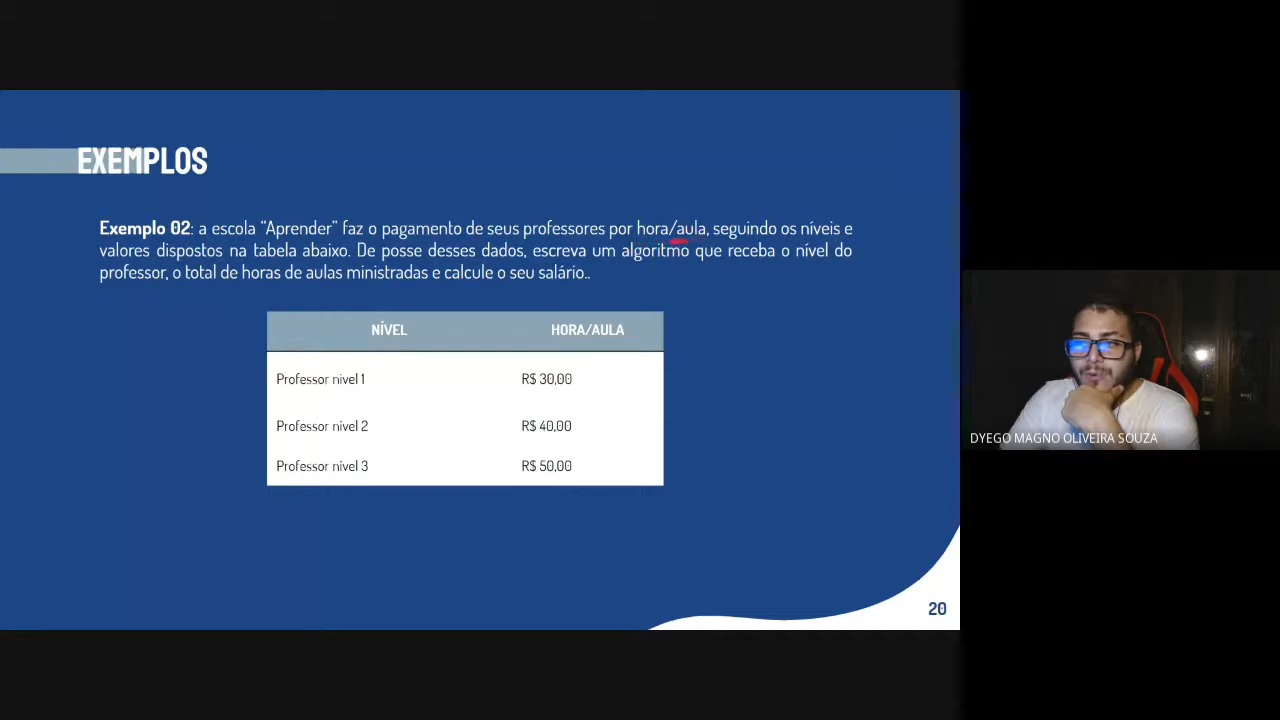 EXEMPLOS
Exemplo 02: a escola “Aprender” faz o pagamento de seus professores por hora/aula, seguindo os níveis e
valores dispostos na tabela abaixo. De posse desses dados, escreva um algoritmo que receba o nível do
professor, o total de horas de aulas ministradas e calcule o seu salário..
NÍVEL HORA/AULA
Professor nivel 1 R$ 30,00
Professor nivel 2 R$ 40,00
Professor nivel 3 R$ 50,00
DYEGO MAGNO OLIVEIRA SOUZA
20